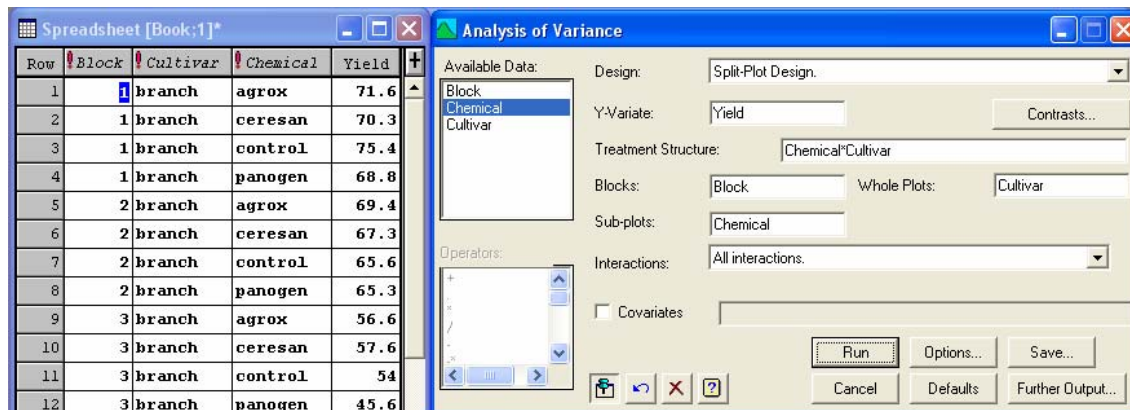 Spreadsheet [Book;1]*
Row Block Cultivar Chemical Yield +
1 1 branch agrox 71.6
2 1 branch ceresan 70.3
3 1 branch control 75.4
4 1 branch panogen 68.8
5 2 branch agrox 69.4
6 2 branch ceresan 67.3
7 2 branch control 65.6
8 2 branch panogen 65.3
9 3 branch agrox 56.6
10 3 branch ceresan 57.6
11 3 branch control 54
12 3 branch panogen 45.6
Analysis of Variance
Available Data:
Block
Chemical
Cultivar
Operators:
+
.
*
/
-
.*
Design: Split-Plot Design.
Y-Variate: Yield Contrasts...
Treatment Structure: Chemical*Cultivar
Blocks: Block Whole Plots: Cultivar
Sub-plots: Chemical
Interactions: All interactions.
Covariates
Run Options... Save...
Cancel Defaults Further Output...